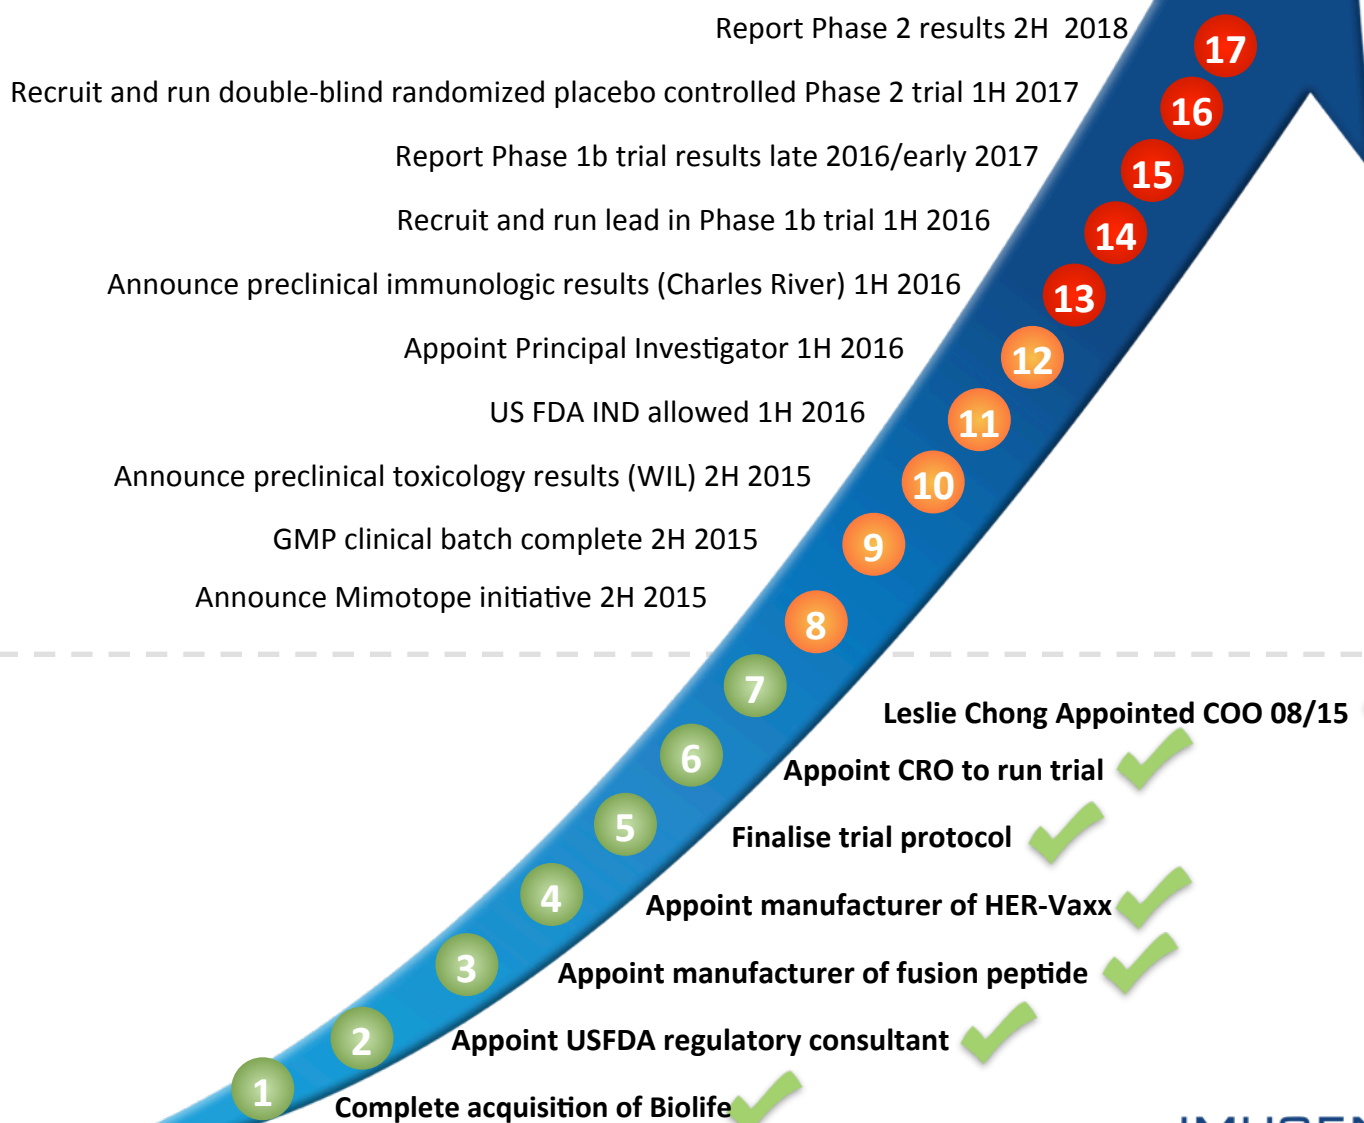 Report Phase 2 results 2H 2018
17
Recruit and run double-blind randomized placebo controlled Phase 2 trial 1H 2017
16
Report Phase 1b trial results late 2016/early 2017
15
Recruit and run lead in Phase 1b trial 1H 2016
14
Announce preclinical immunologic results (Charles River) 1H 2016
13
Appoint Principal Investigator 1H 2016
12
US FDA IND allowed 1H 2016
11
Announce preclinical toxicology results (WIL) 2H 2015
10
GMP clinical batch complete 2H 2015
9
Announce Mimotope initiative 2H 2015
8
7
Leslie Chong Appointed COO 08/15
6
Appoint CRO to run trial
5
Finalise trial protocol
4
Appoint manufacturer of HER-Vaxx
3
Appoint manufacturer of fusion peptide
2
Appoint USFDA regulatory consultant
1
Complete acquisition of Biolife